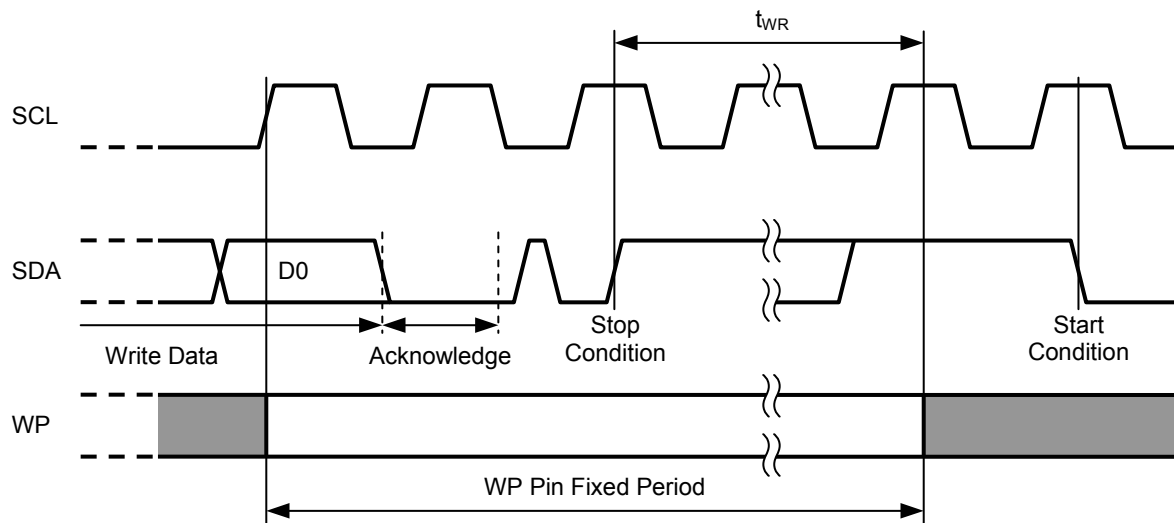 tWR
SCL
SDA
D0
Stop
Condition
Start
Condition
Write Data
Acknowledge
WP
WP Pin Fixed Period